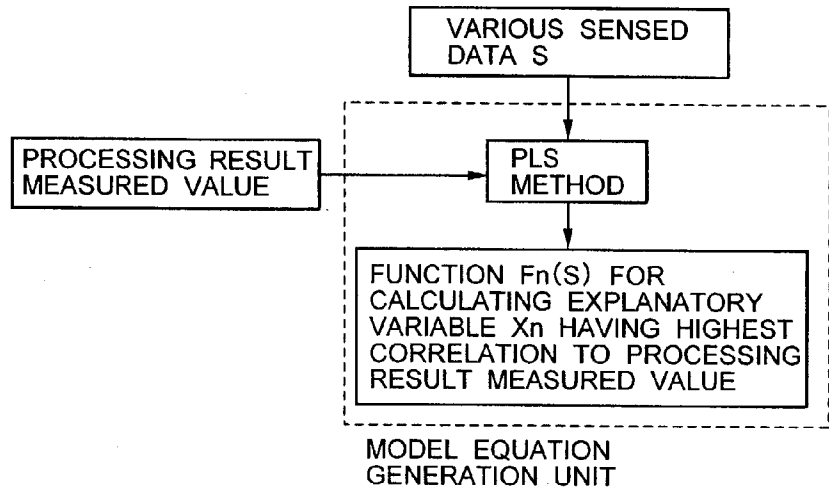 VARIOUS SENSED
DATA S
PROCESSING RESULT
MEASURED VALUE
PLS
METHOD
FUNCTION Fn(S) FOR
CALCULATING EXPLANATORY
VARIABLE Xn HAVING HIGHEST
CORRELATION TO PROCESSING
RESULT MEASURED VALUE
MODEL EQUATION
GENERATION UNIT